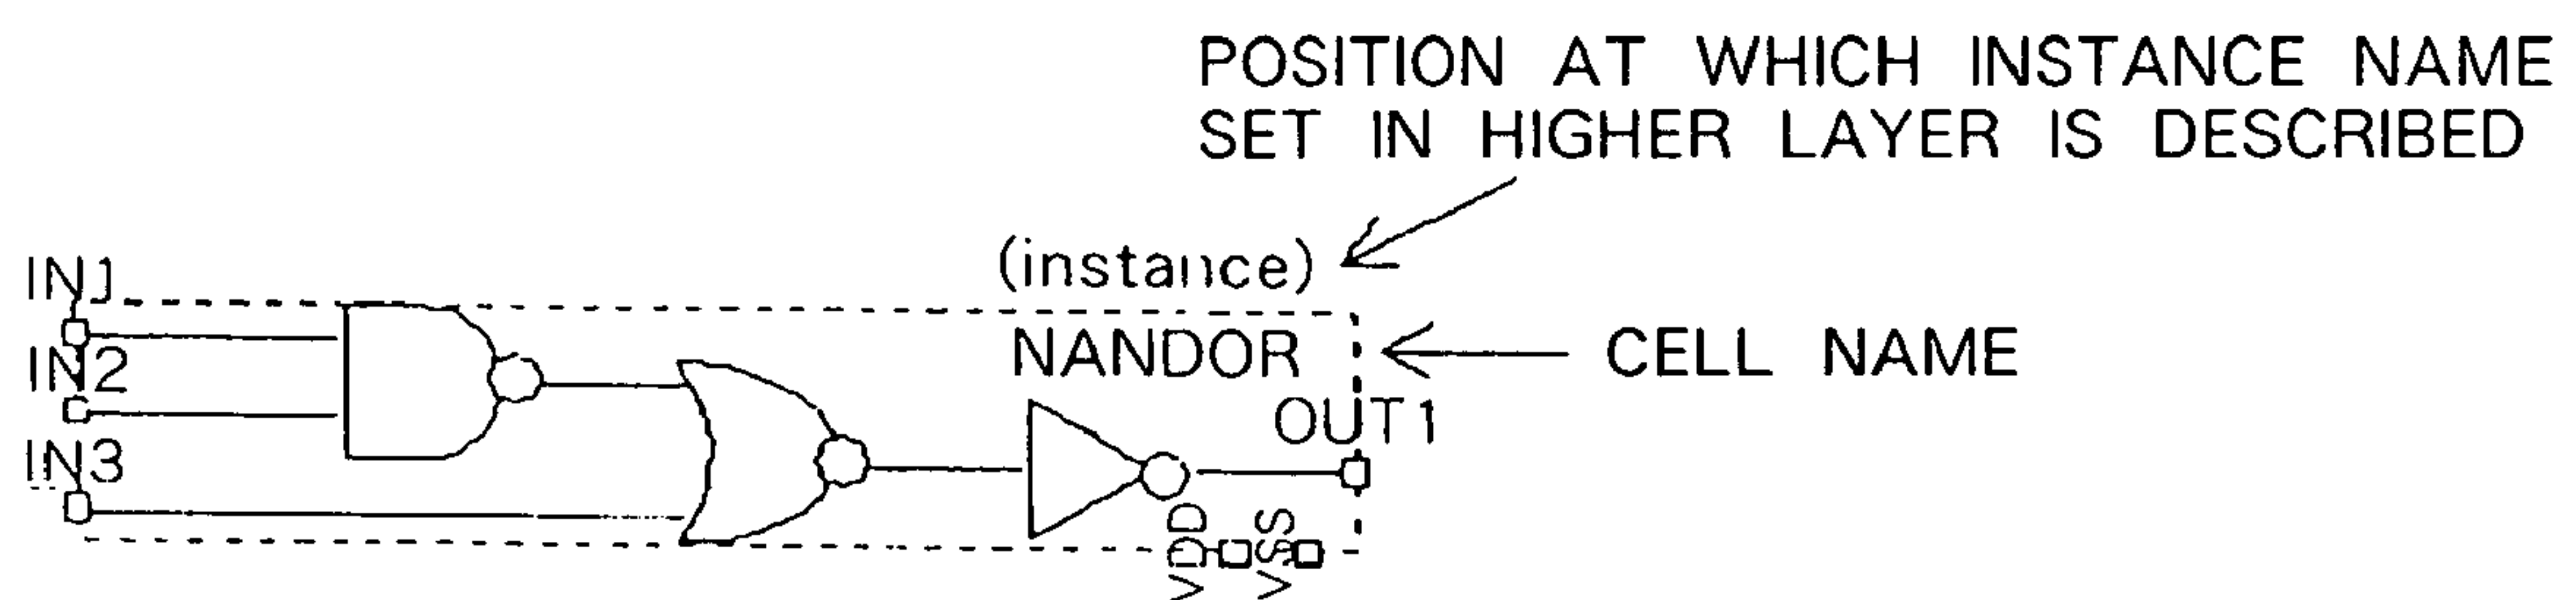 POSITION AT WHICH INSTANCE NAME
SET IN HIGHER LAYER IS DESCRIBED
(instance)
IN1
NANDOR
CELL NAME
IN2
OUT1
IN3
VDD
VSS